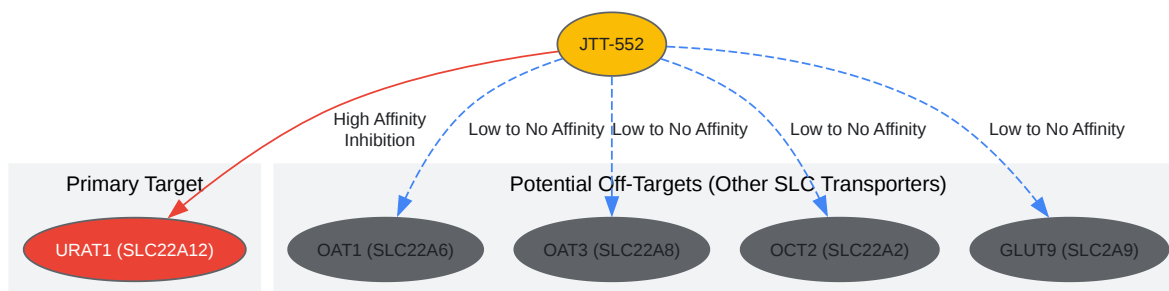 JTT-552
High Affinity
Inhibition
Low to No Affinity
Low to No Affinity
Low to No Affinity
Low to No Affinity
Primary Target
Potential Off-Targets (Other SLC Transporters)
URAT1 (SLC22A12)
OAT1 (SLC22A6)
OAT3 (SLC22A8)
OCT2 (SLC22A2)
GLUT9 (SLC2A9)